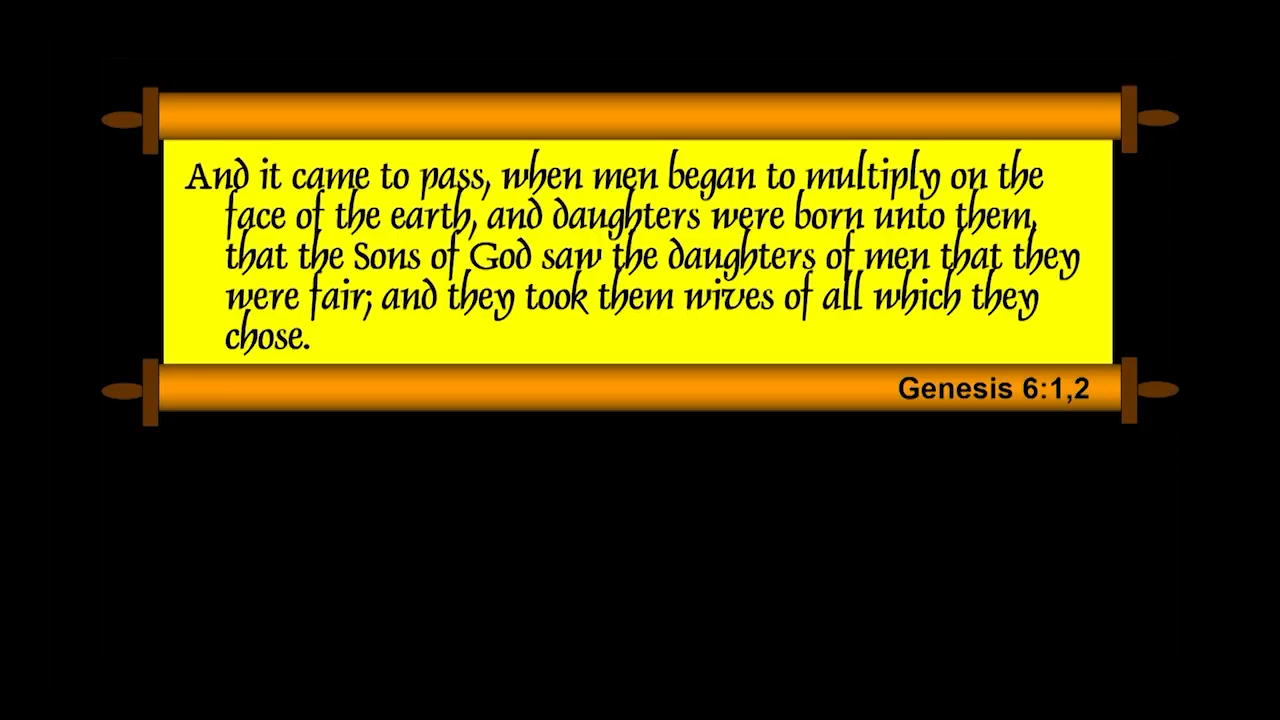 And it came to pass, when men began to multiply on the
face of the earth, and daughters were born unto them,
that the Sons of God saw the daughters of men that they
were fair; and they took them wives of all which they
chose.
Genesis 6:1,2